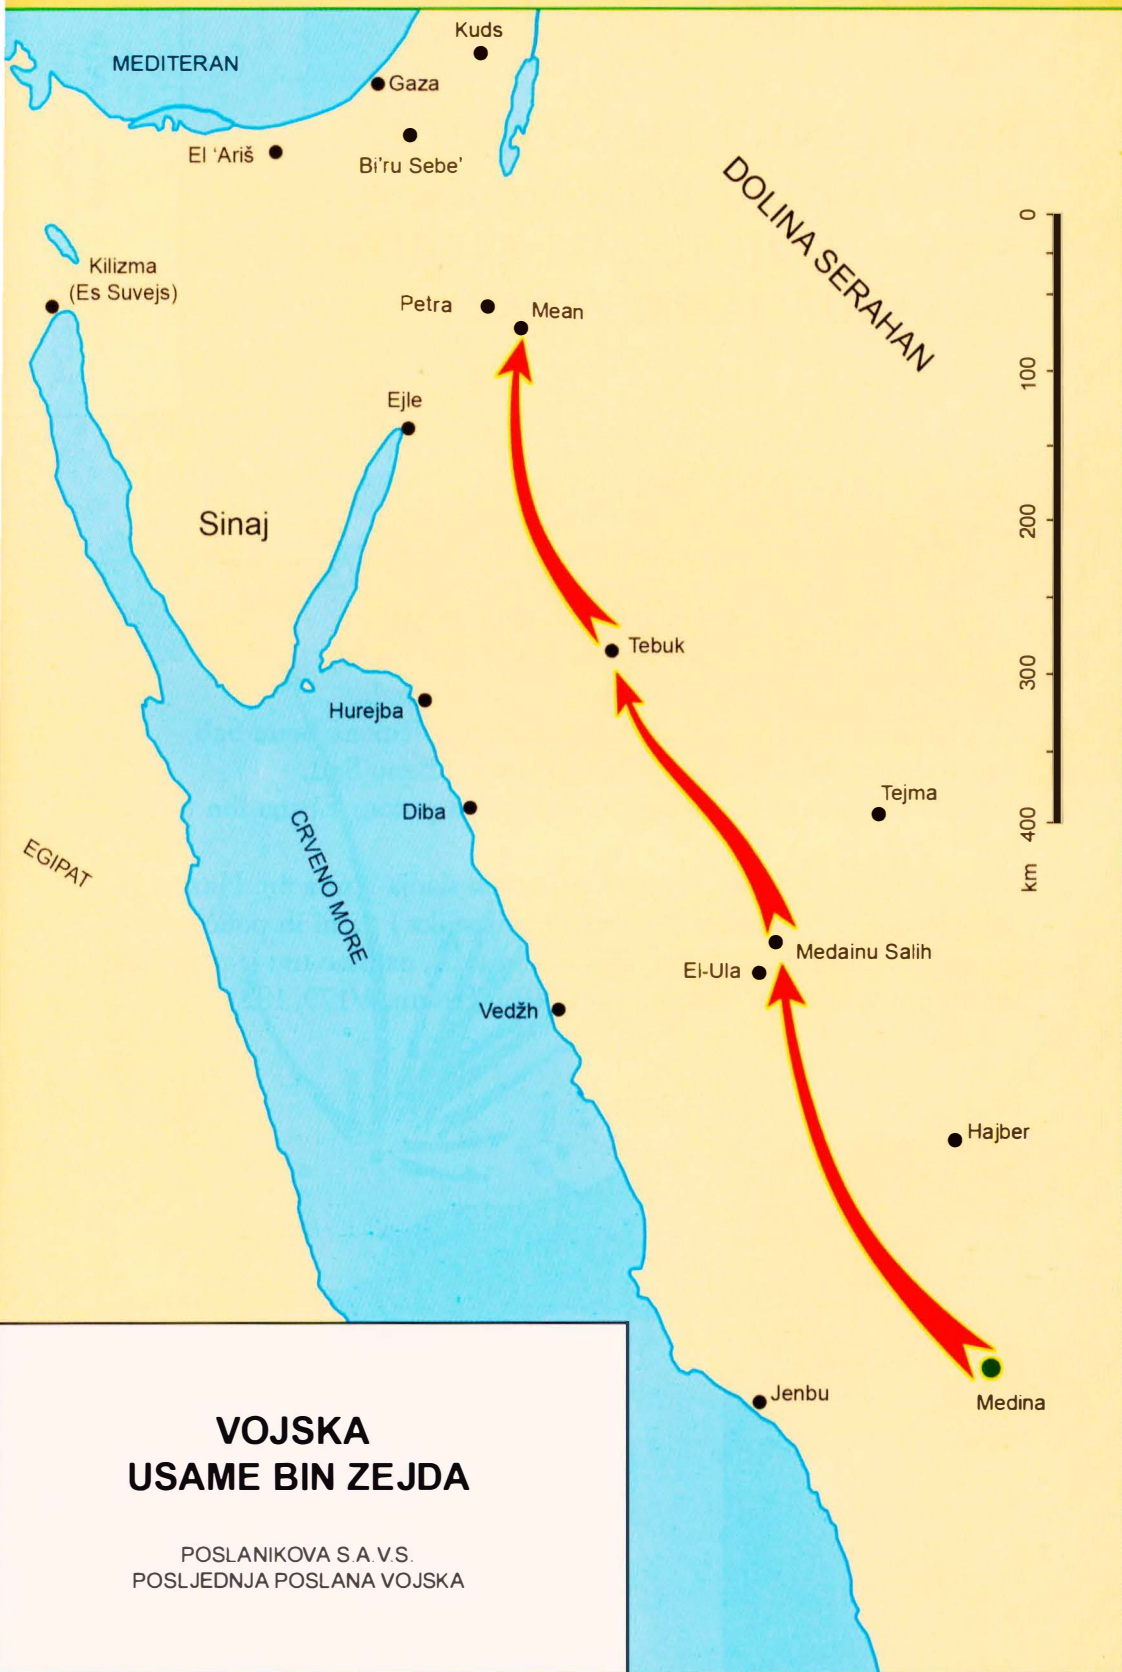 Kuds
MEDITERAN
Gaza
El ‘Ariš
Bi’ru Sebe’
DOLINA SERAHAN
Kilizma
(Es Suvejs)
Petra
Mean
Ejle
Sinaj
Tebuk
Hurejba
Diba
Tejma
CRVENO MORE
EGIPAT
Medainu Salih
El-Ula
Vedžh
Hajber
Jenbu
Medina
0
100
200
300
400
km
VOJSKA
USAME BIN ZEJDA
POSLANIKOVA S.A.V.S.
POSLJEDNJA POSLANA VOJSKA